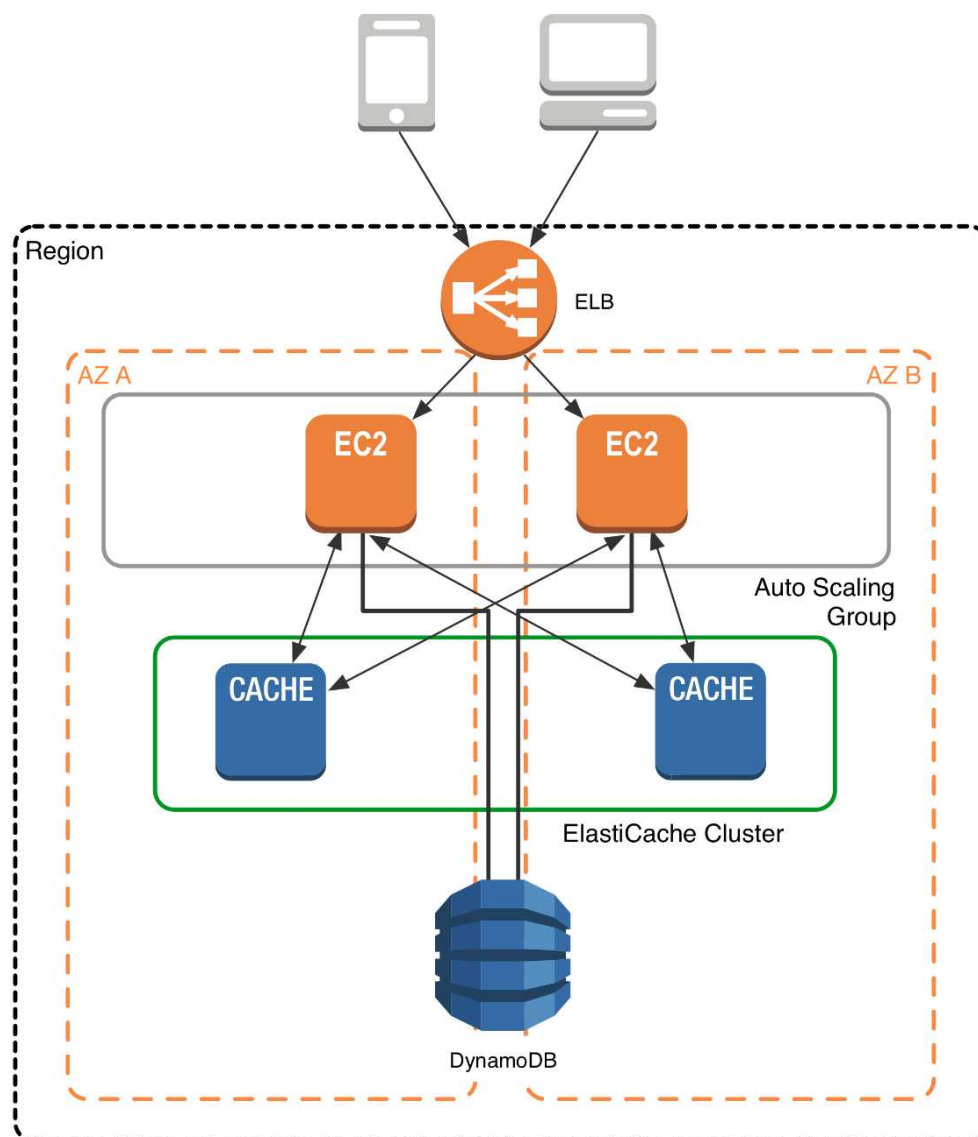 Region
ELB
AZ A
AZ B
EC2
EC2
Auto Scaling
Group
CACHE
CACHE
ElastiCache Cluster
DynamoDB